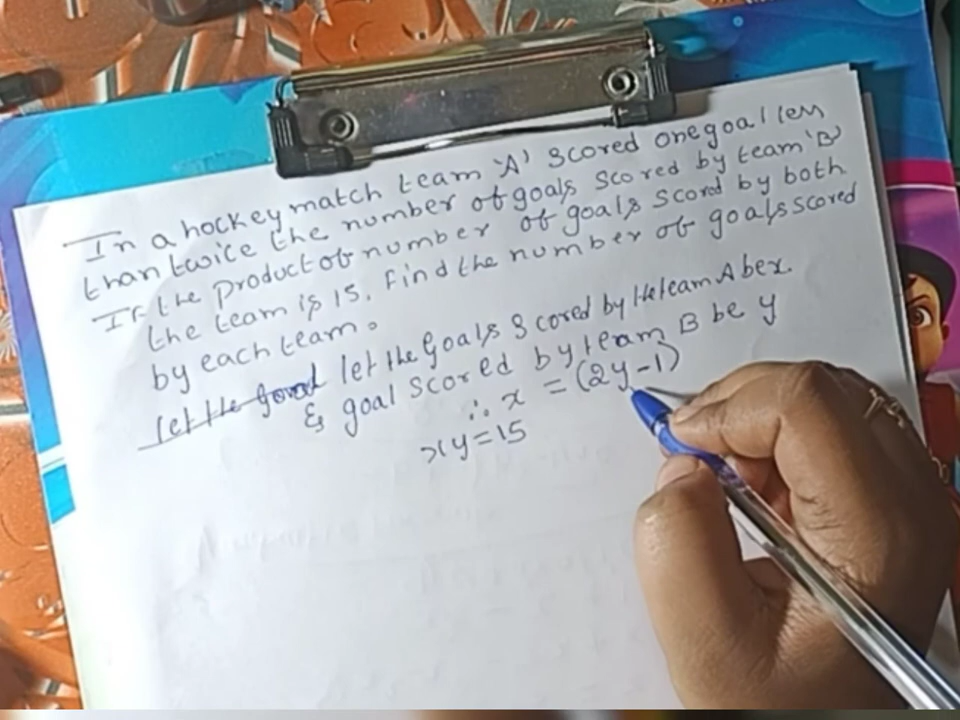 In a hockey match team 'A' scored one goal less
than twice the number of goals scored by team 'B'
If the product of number of goals scored by both
the team is 15. Find the number of goals scored
by each team.
let the good let the goals scored by the team A be x.
& goal scored by team B be y
∴ x = (2y-1)
xy = 15